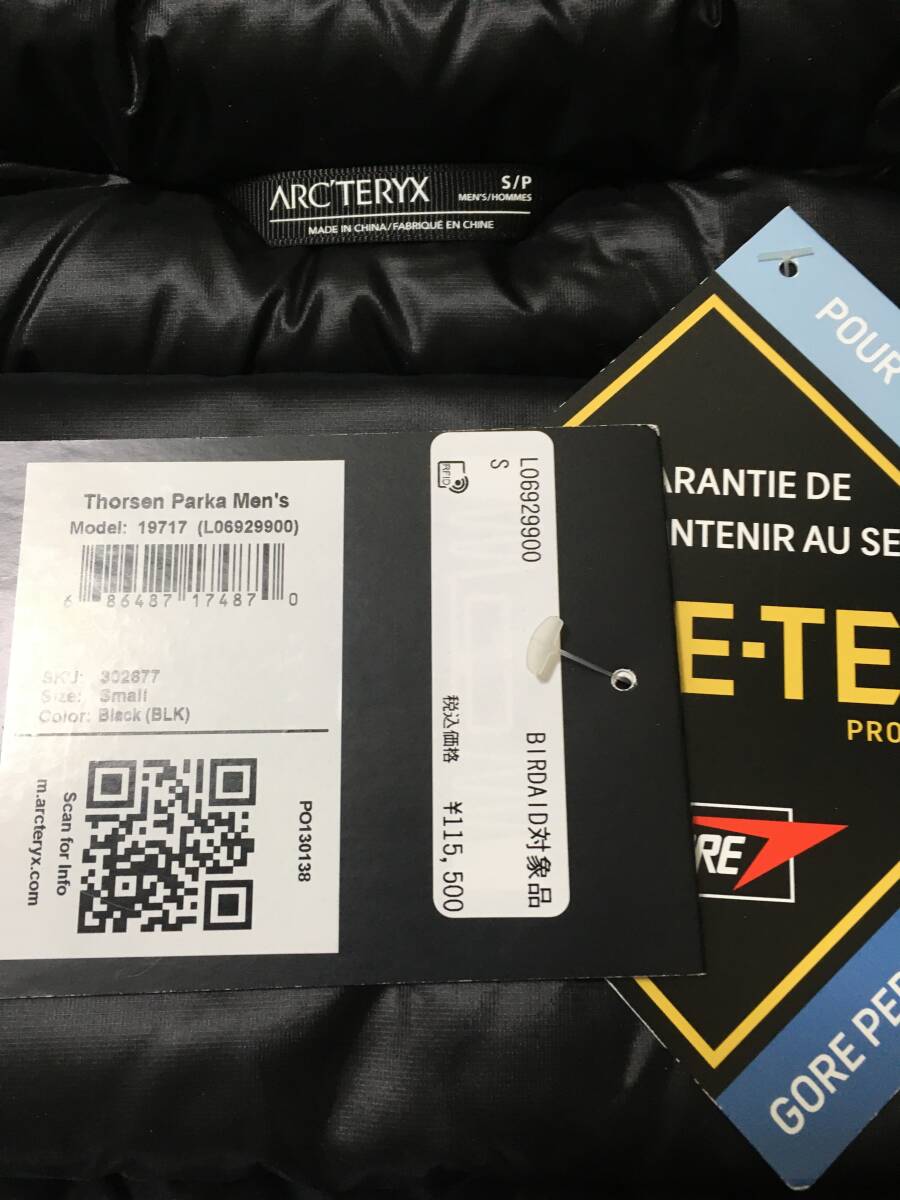 ARC'TERYX
S/P
MEN'S/HOMMES
MADE IN CHINA/FABRIQUÉ EN CHINE
POUR
ARANTIE DE
NTENIR AU SE
E-TE
PRO
RE
GORE PER
Thorsen Parka Men's
Model: 19717 (L06929900)
6 86487 17487 0
SKU: 302677
Size: Small
Color: Black (BLK)
Scan for Info
m.arcteryx.com
PO130138
RFID
L06929900
S
BIRDAID対象品
税込価格 ¥115,500